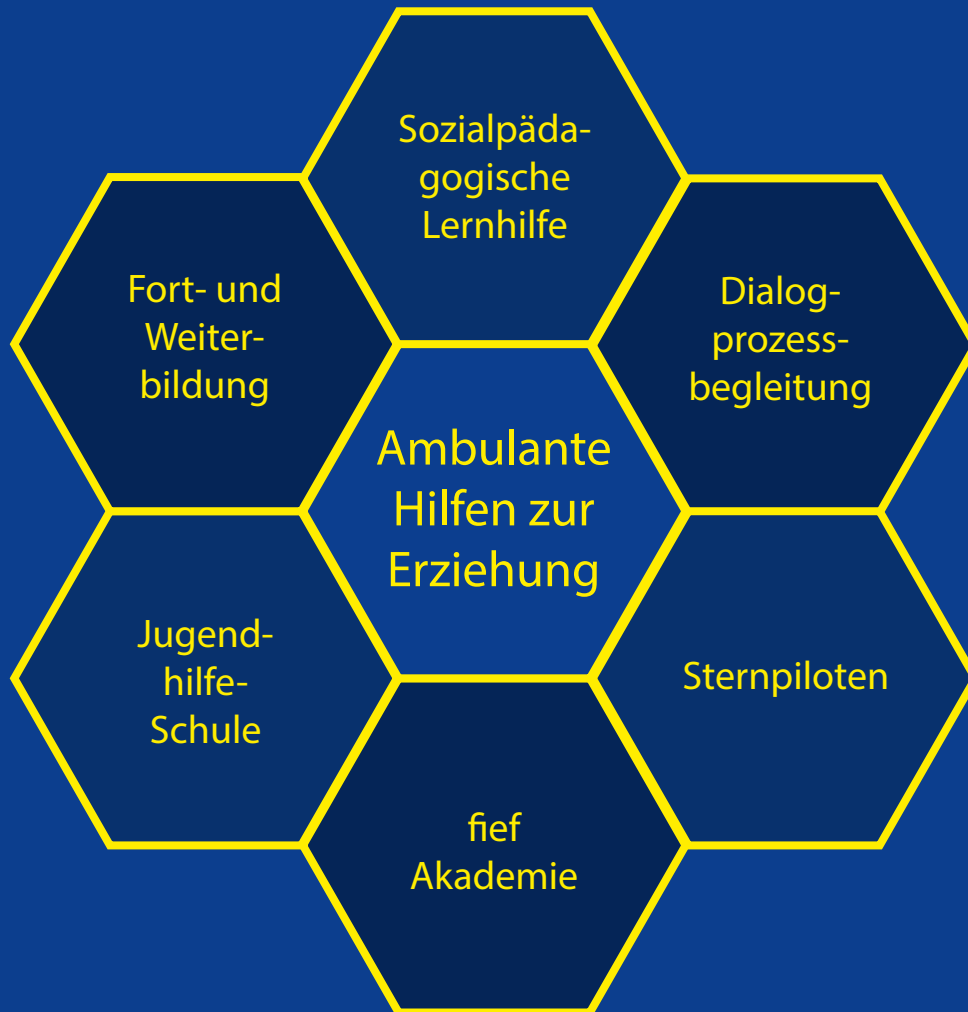 Sozialpäda-
gogische
Lernhilfe
Fort- und
Weiter-
bildung
Dialog-
prozess-
begleitung
Ambulante
Hilfen zur
Erziehung
Jugend-
hilfe-
Schule
Sternpiloten
fief
Akademie